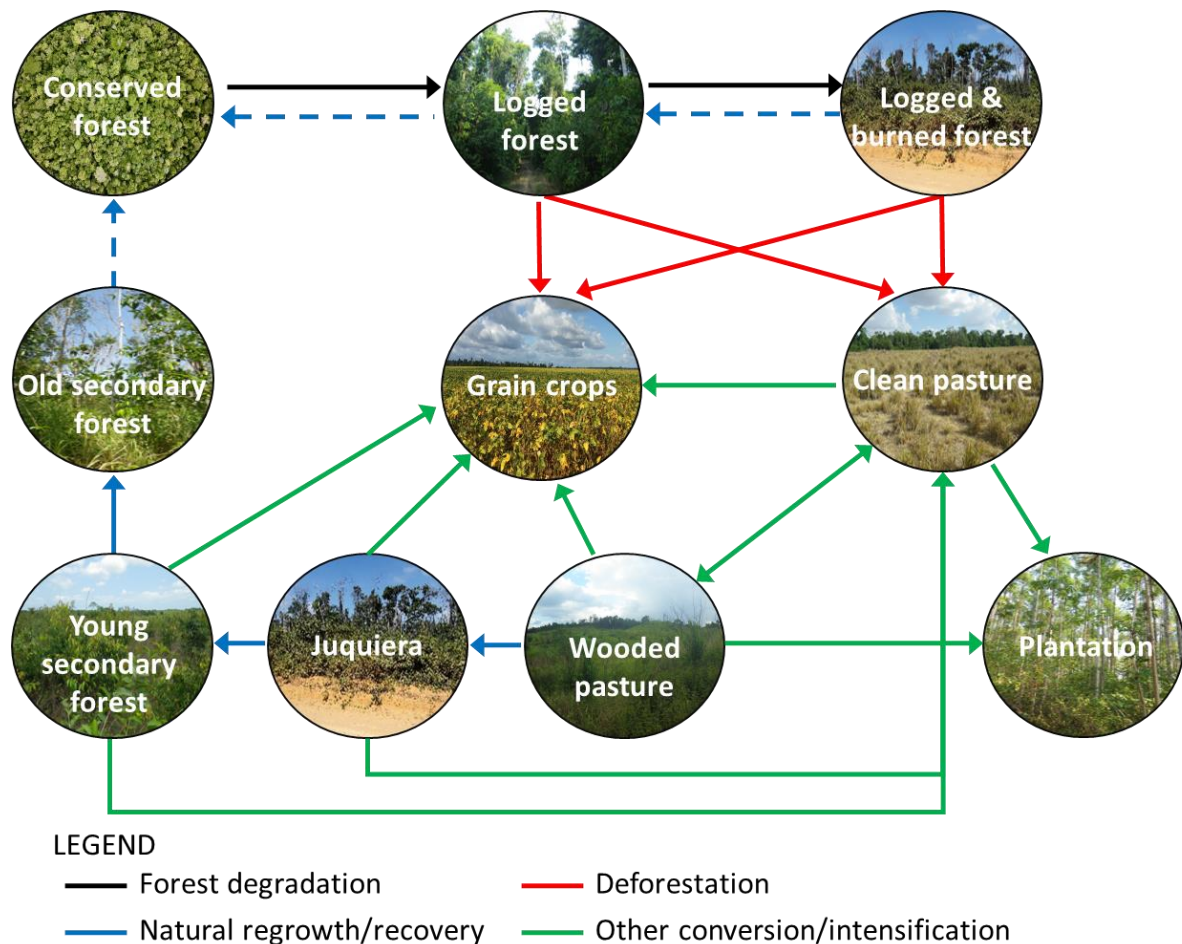 Conserved
forest
Logged
forest
Logged &
burned forest
Old secondary
forest
Grain crops
Clean pasture
Young
secondary
forest
Juquiera
Wooded
pasture
Plantation
LEGEND
Forest degradation
Deforestation
Natural regrowth/recovery
Other conversion/intensification